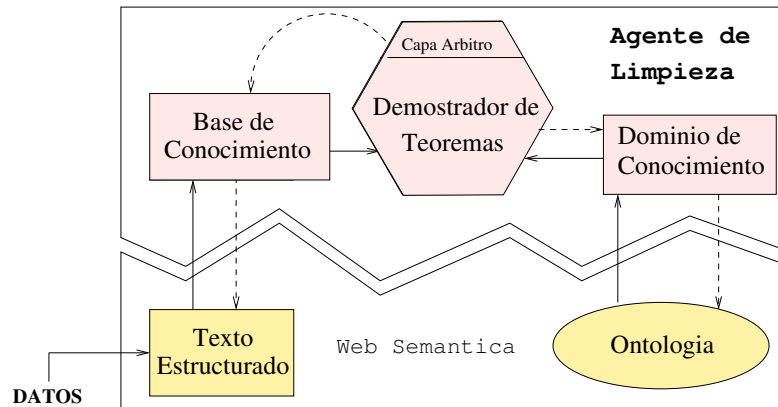 Capa Arbitro
Agente de
Limpieza
Base de
Conocimiento
Demostrador de
Teoremas
Dominio de
Conocimiento
Texto
Estructurado
Web Semantica
Ontologia
DATOS